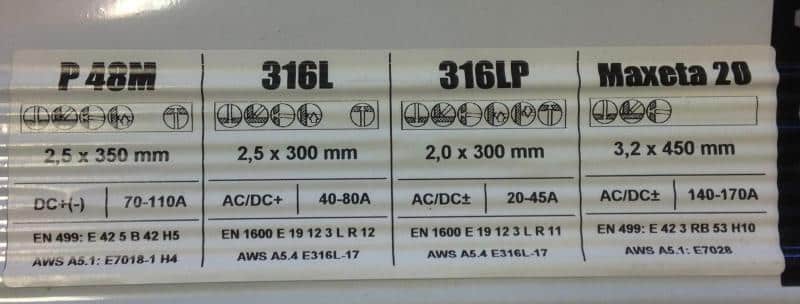 P 48M
2,5 x 350 mm
DC+(-) 70-110A
EN 499: E 42 5 B 42 H5
AWS A5.1: E7018-1 H4
316L
2,5 x 300 mm
AC/DC+ 40-80A
EN 1600 E 19 12 3 L R 12
AWS A5.4 E316L-17
316LP
2,0 x 300 mm
AC/DC± 20-45A
EN 1600 E 19 12 3 L R 11
AWS A5.4 E316L-17
Maxeta 20
3,2 x 450 mm
AC/DC± 140-170A
EN 499: E 42 3 RB 53 H10
AWS A5.1: E7028